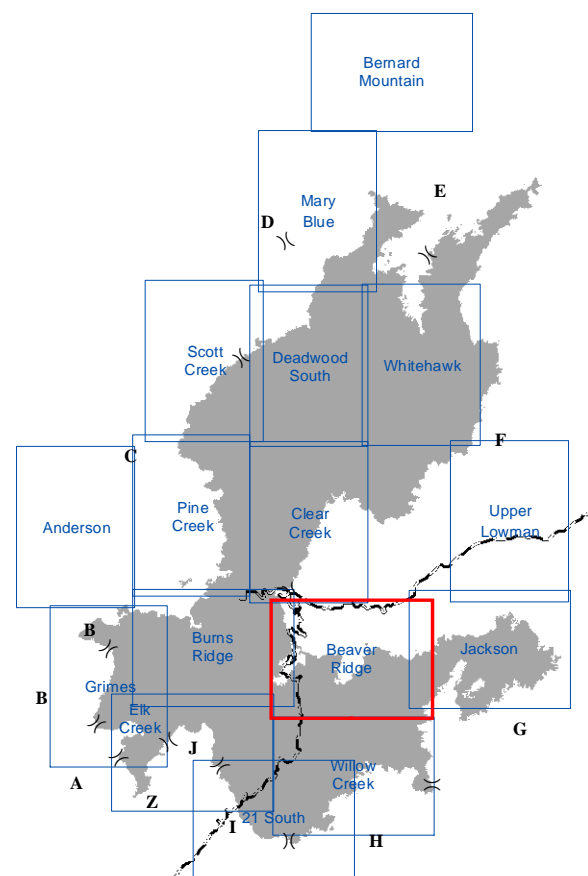 Bernard
Mountain
E
Mary
Blue
D
Scott
Creek
Deadwood
South
Whitehawk
F
C
Pine
Creek
Anderson
Clear
Creek
Upper
Lowman
B
Burns
Ridge
Beaver
Ridge
Jackson
B
Grimes
Elk
Creek
G
J
A
Z
Willow
Creek
I
21 South
H